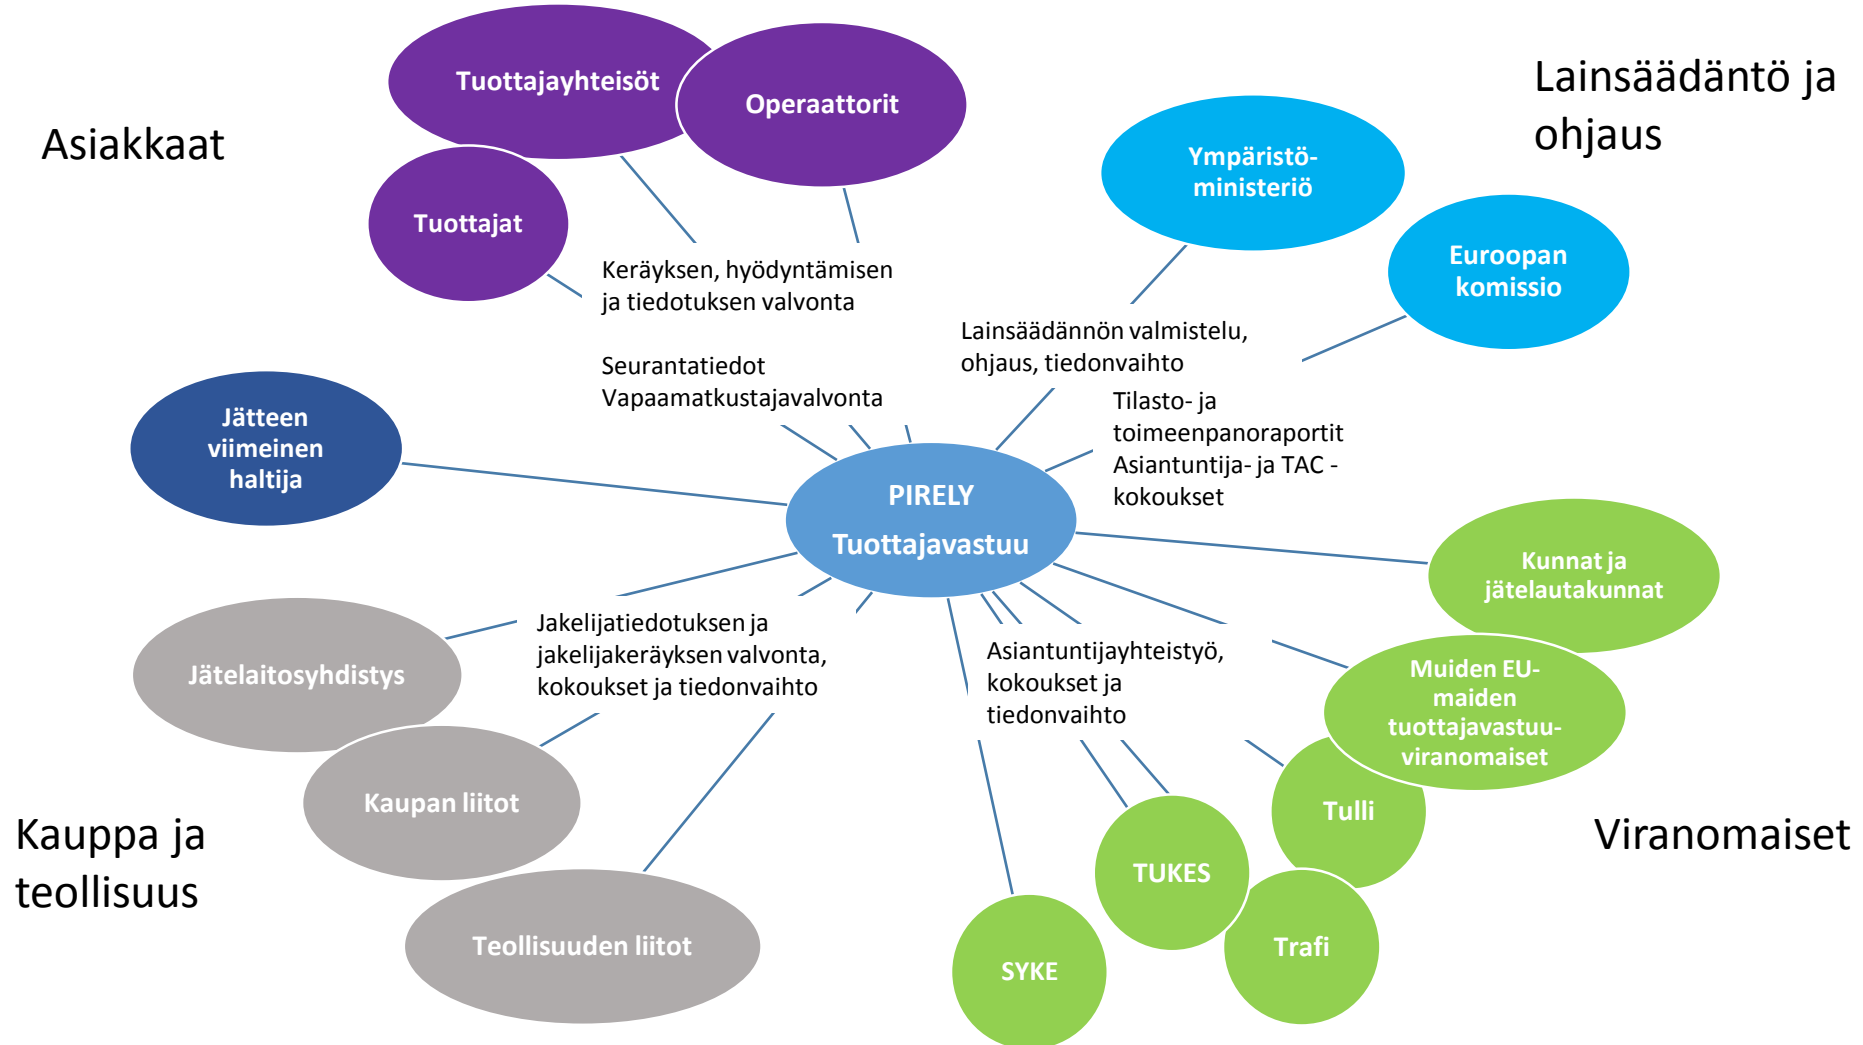 Asiakkaat
Tuottajayhteisöt
Operaattorit
Tuottajat
Lainsäädäntö ja
ohjaus
Ympäristö-
ministeriö
Euroopan
komissio
Keräyksen, hyödyntämisen
ja tiedotuksen valvonta
Seurantatiedot
Vapaamatkustajavalvonta
Lainsäädännön valmistelu,
ohjaus, tiedonvaihto
Tilasto- ja
toimeenpanoraportit
Asiantuntija- ja TAC -
kokoukset
Jätteen
viimeinen
haltija
PIRELY
Tuottajavastuu
Kunnat ja
jätelautakunnat
Jakelijatiedotuksen ja
jakelijakeräyksen valvonta,
kokoukset ja tiedonvaihto
Asiantuntijayhteistyö,
kokoukset ja
tiedonvaihto
Muiden EU-
maiden
tuottajavastuu-
viranomaiset
Jätelaitosyhdistys
Kaupan liitot
Teollisuuden liitot
Kauppa ja
teollisuus
Tulli
TUKES
Trafi
SYKE
Viranomaiset